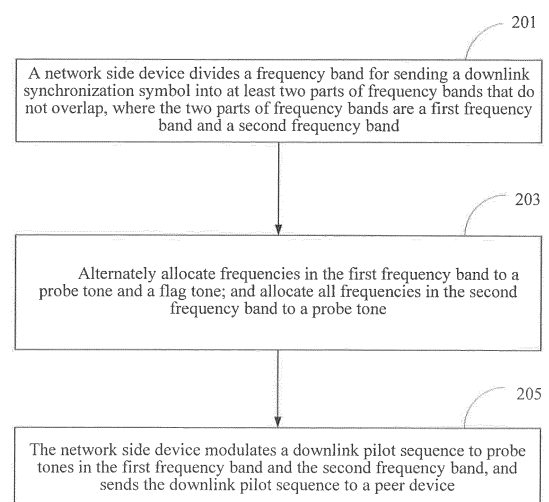 201
A network side device divides a frequency band for sending a downlink
synchronization symbol into at least two parts of frequency bands that do
not overlap, where the two parts of frequency bands are a first frequency
band and a second frequency band
203
Alternately allocate frequencies in the first frequency band to a
probe tone and a flag tone; and allocate all frequencies in the second
frequency band to a probe tone
205
The network side device modulates a downlink pilot sequence to probe
tones in the first frequency band and the second frequency band, and
sends the downlink pilot sequence to a peer device